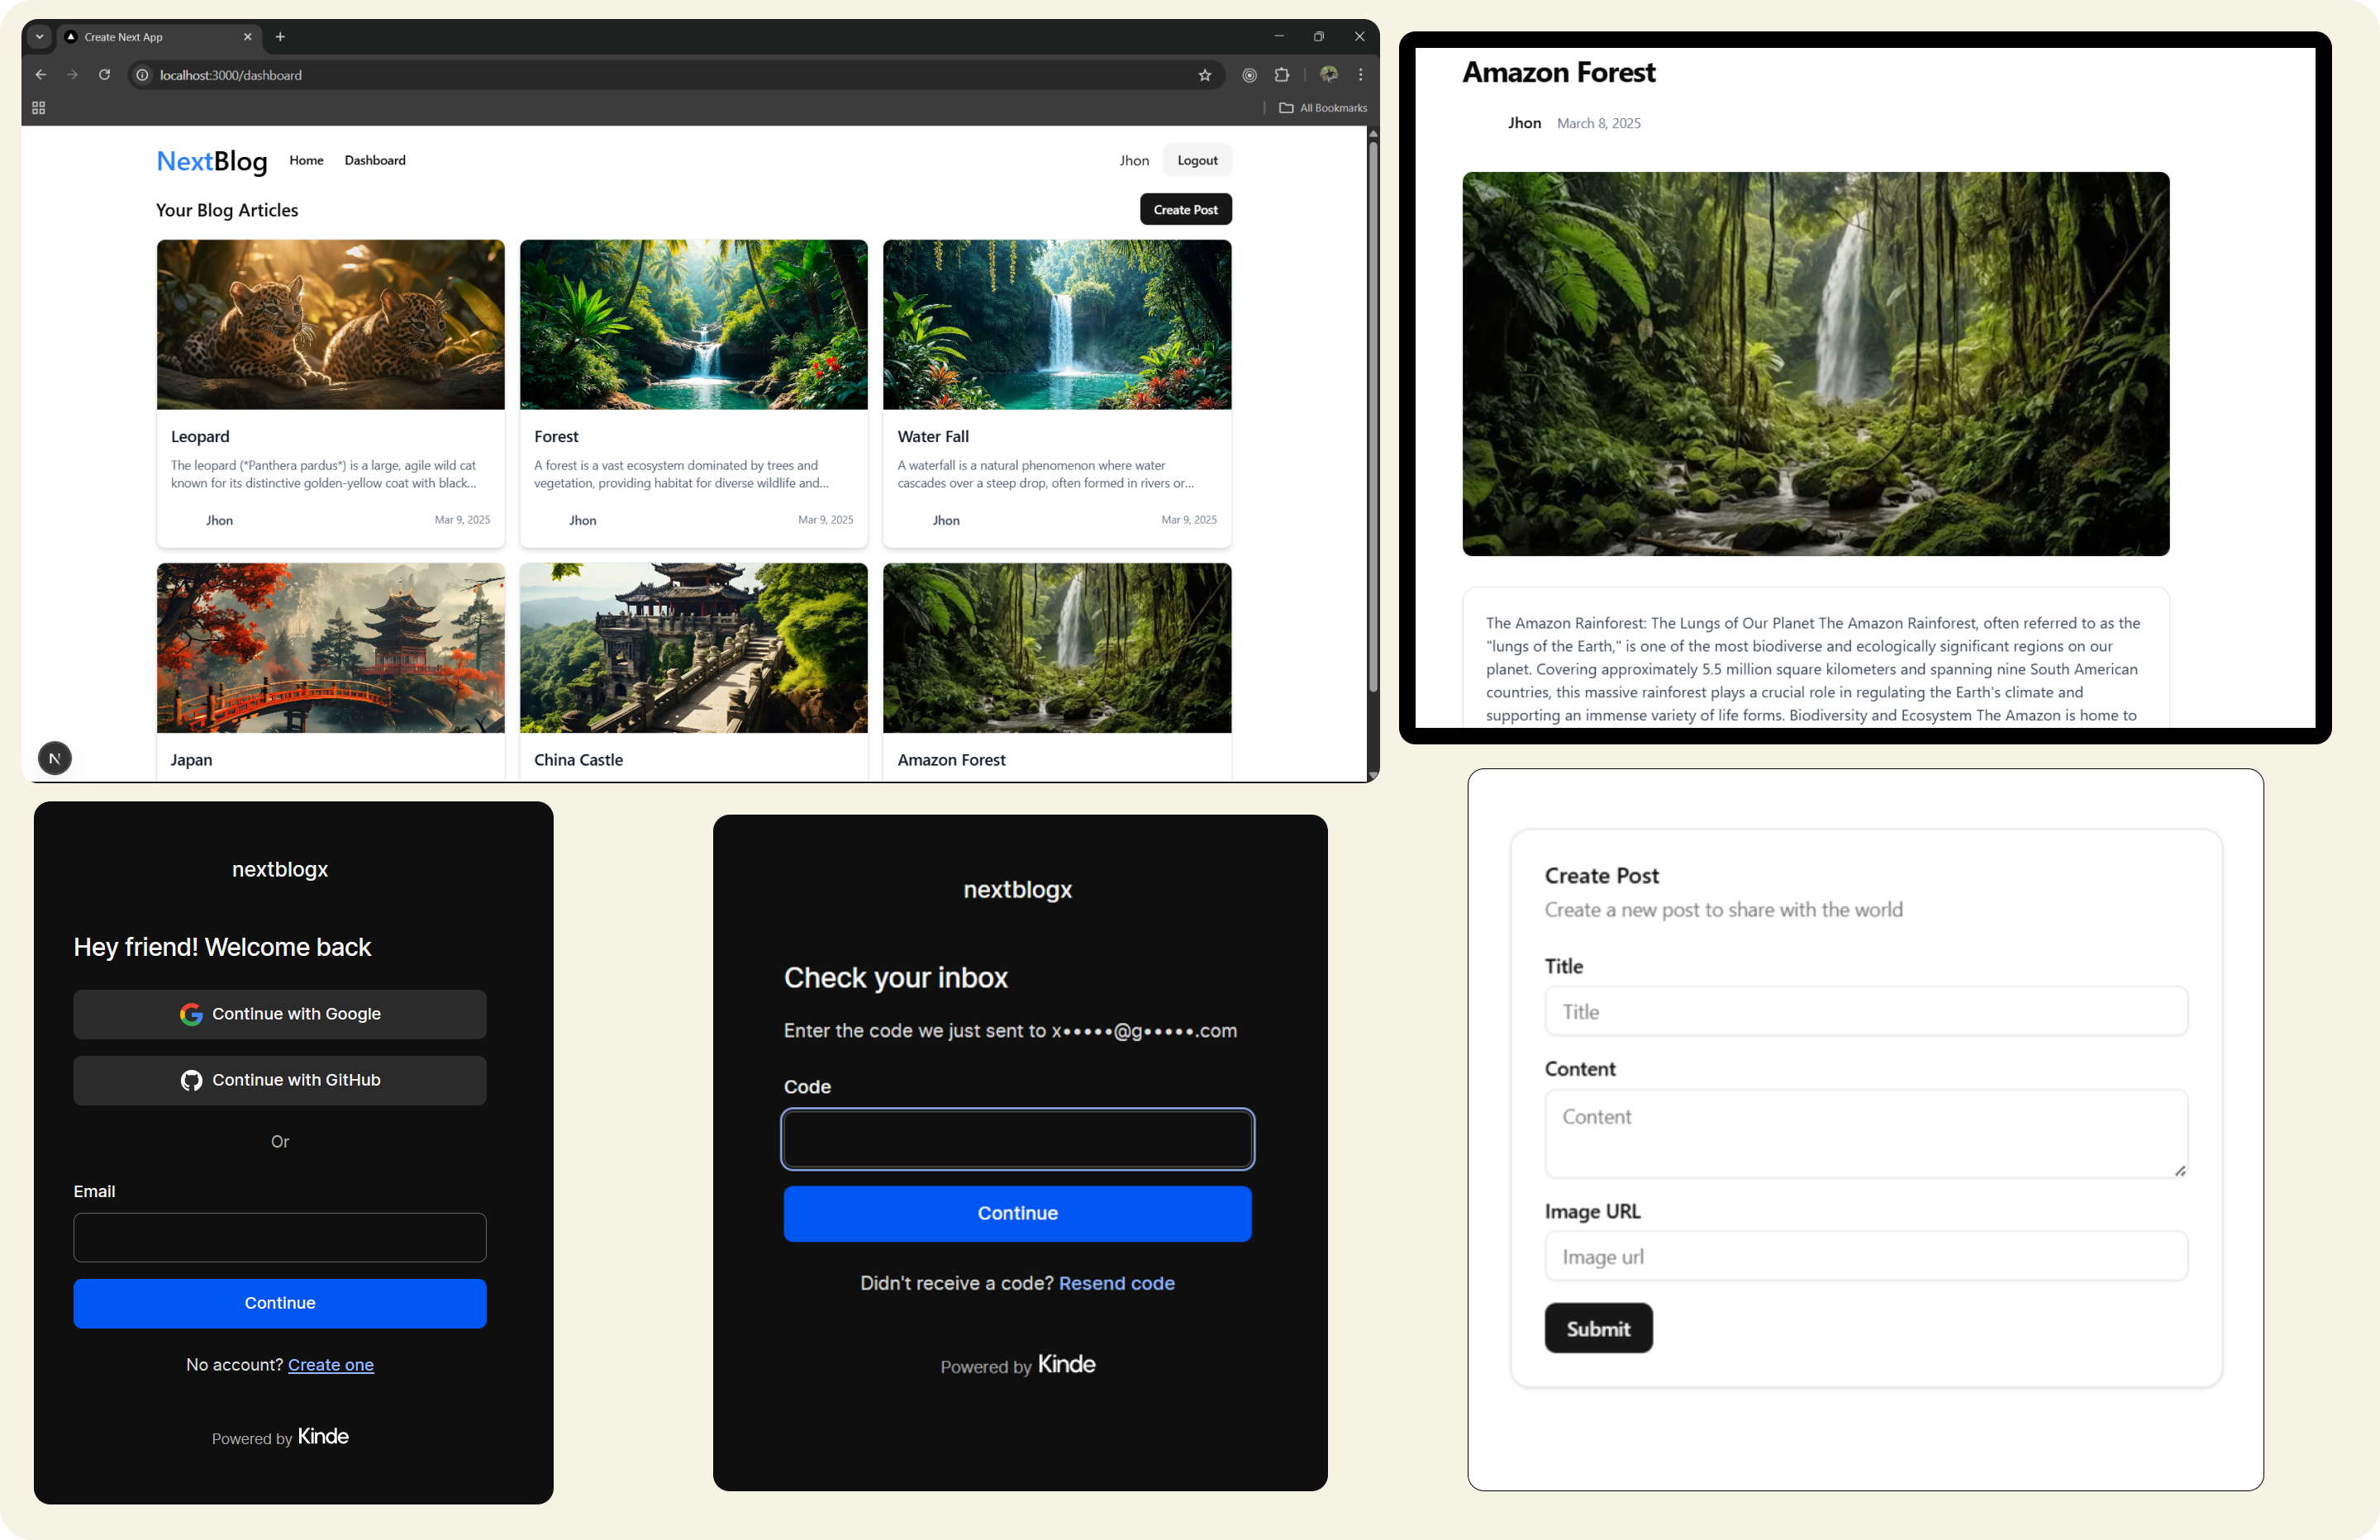 Create Next App
localhost:3000/dashboard
All Bookmarks
NextBlog
Home
Dashboard
Jhon
Logout
Your Blog Articles
Create Post
Leopard
The leopard (*Panthera pardus*) is a large, agile wild cat
known for its distinctive golden-yellow coat with black...
Jhon
Mar 9, 2025
Forest
A forest is a vast ecosystem dominated by trees and
vegetation, providing habitat for diverse wildlife and...
Jhon
Mar 9, 2025
Water Fall
A waterfall is a natural phenomenon where water
cascades over a steep drop, often formed in rivers or...
Jhon
Mar 9, 2025
Japan
China Castle
Amazon Forest
N
Amazon Forest
Jhon
March 8, 2025
The Amazon Rainforest: The Lungs of Our Planet The Amazon Rainforest, often referred to as the
"lungs of the Earth," is one of the most biodiverse and ecologically significant regions on our
planet. Covering approximately 5.5 million square kilometers and spanning nine South American
countries, this massive rainforest plays a crucial role in regulating the Earth's climate and
supporting an immense variety of life forms. Biodiversity and Ecosystem The Amazon is home to
nextblogx
Hey friend! Welcome back
Continue with Google
Continue with GitHub
Or
Email
Continue
No account? Create one
Powered by Kinde
nextblogx
Check your inbox
Enter the code we just sent to x•••••@g•••••.com
Code
Continue
Didn't receive a code? Resend code
Powered by Kinde
Create Post
Create a new post to share with the world
Title
Title
Content
Content
Image URL
Image url
Submit